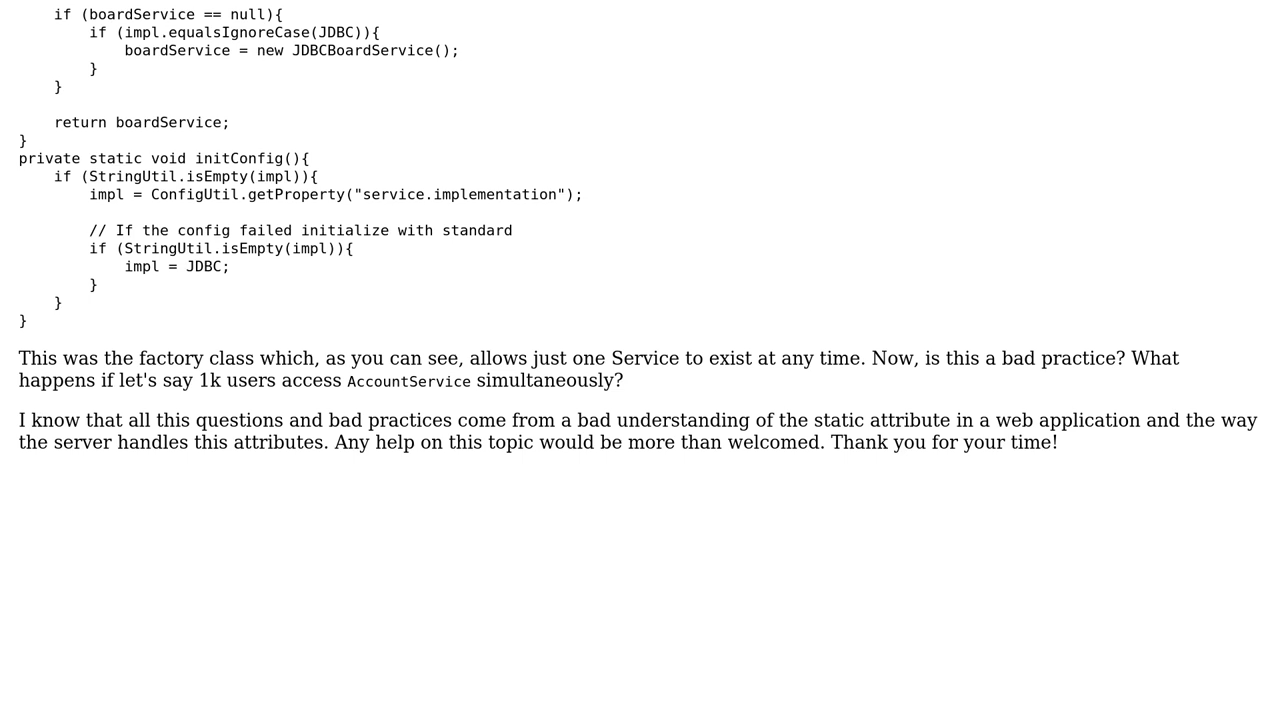 if (boardService == null){
        if (impl.equalsIgnoreCase(JDBC)){
            boardService = new JDBCBoardService();
        }
    }

    return boardService;
}
private static void initConfig(){
    if (StringUtil.isEmpty(impl)){
        impl = ConfigUtil.getProperty("service.implementation");

        // If the config failed initialize with standard
        if (StringUtil.isEmpty(impl)){
            impl = JDBC;
        }
    }
}
This was the factory class which, as you can see, allows just one Service to exist at any time. Now, is this a bad practice? What
happens if let's say 1k users access AccountService simultaneously?
I know that all this questions and bad practices come from a bad understanding of the static attribute in a web application and the way
the server handles this attributes. Any help on this topic would be more than welcomed. Thank you for your time!